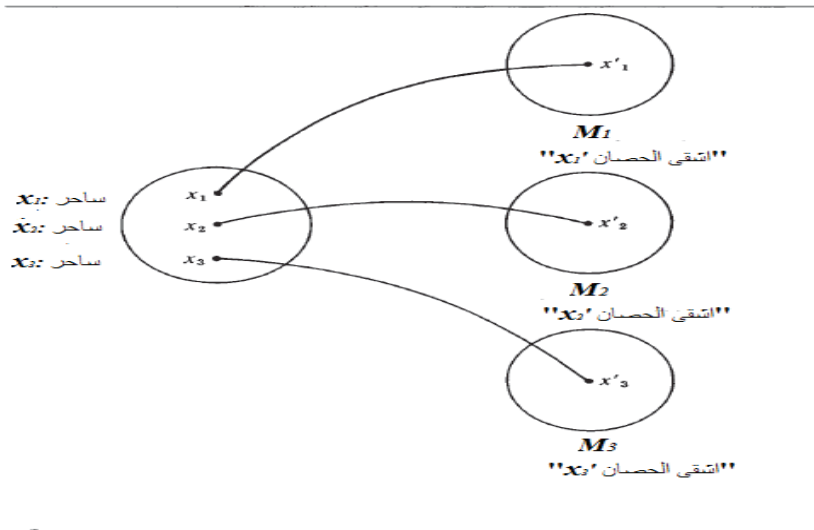 x'₁
M₁
"اشقى الحصان x₁'"
x₁: ساحر
x₁
x₂: ساحر
x₂
x'₂
x₃: ساحر
x₃
M₂
"اشقى الحصان x₂'"
x'₃
M₃
"اشقى الحصان x₃'"